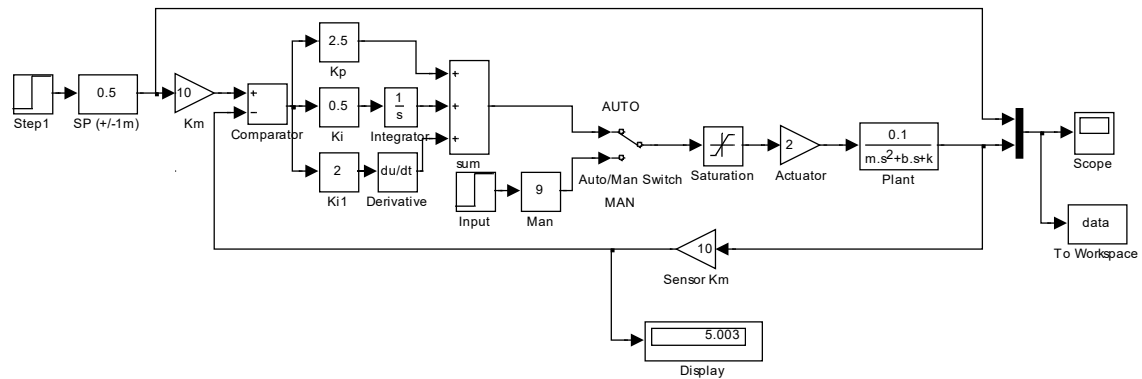 Step1
0.5
SP (+/-1m)
10
Km
+
−
Comparator
2.5
Kp
0.5
Ki
1
s
Integrator
2
Ki1
du/dt
Derivative
+
+
+
sum
Input
9
Man
AUTO
Auto/Man Switch
MAN
Saturation
2
Actuator
0.1
m.s²+b.s+k
Plant
Scope
data
To Workspace
10
Sensor Km
5.003
Display